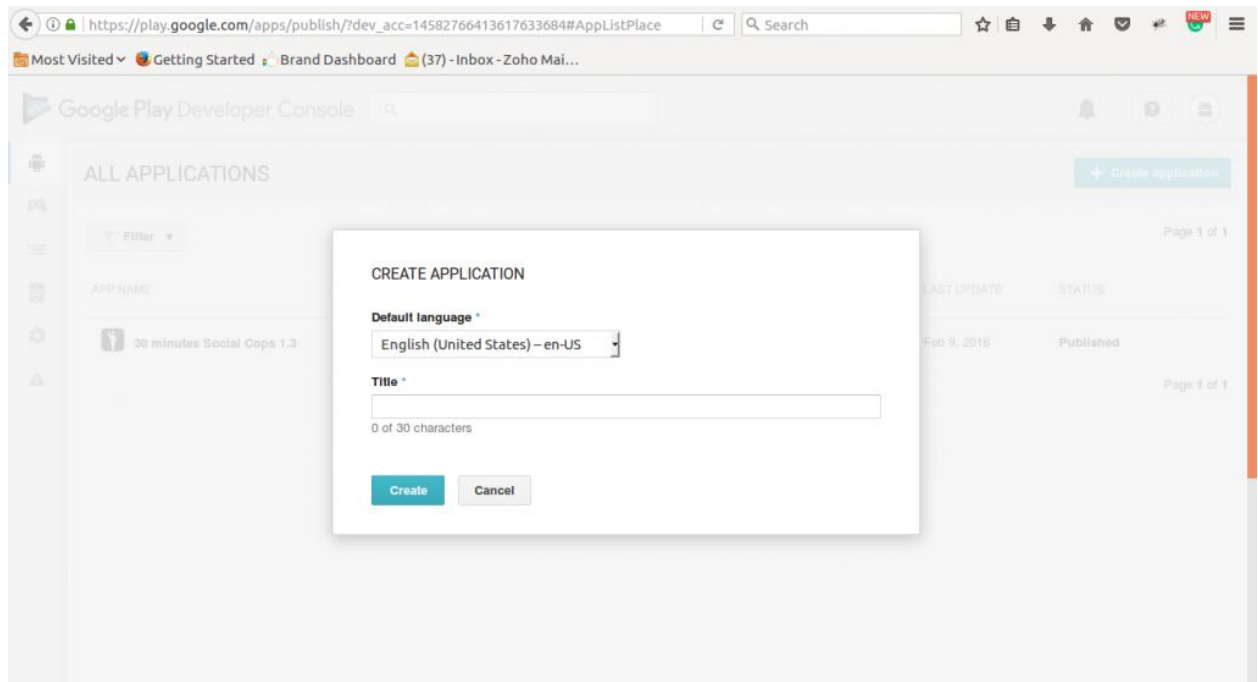 https://play.google.com/apps/publish/?dev_acc=14582766413617633684#AppListPlace
Search
NEW
Most Visited
Getting Started
Brand Dashboard
(37) - Inbox - Zoho Mai...
Google Play Developer Console
ALL APPLICATIONS
+ Create application
Filter
Page 1 of 1
CREATE APPLICATION
APP NAME
LAST UPDATE
STATUS
Default language *
English (United States) – en-US
30 minutes Social Cops 1.3
Feb 9, 2016
Published
Title *
Page 1 of 1
0 of 30 characters
Create
Cancel